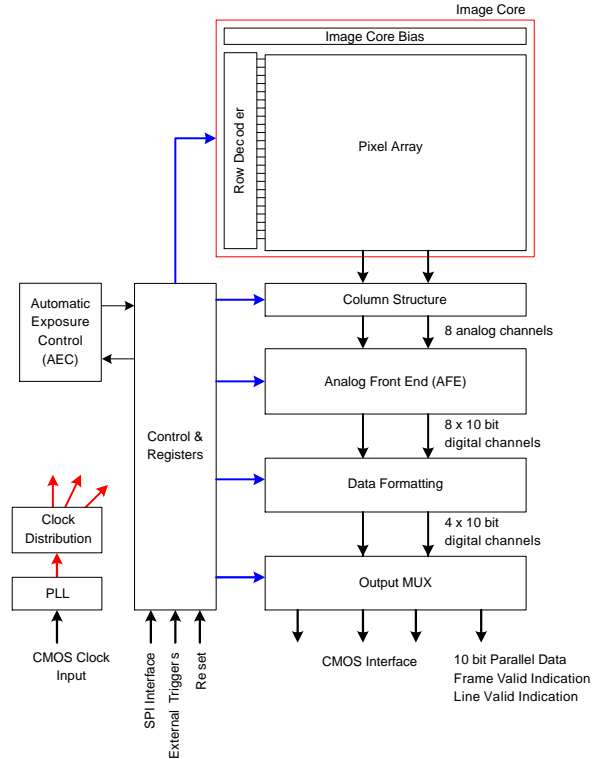 Image Core
Image Core Bias
Row Decoder
Pixel Array
Automatic
Exposure
Control
(AEC)
Column Structure
8 analog channels
Analog Front End (AFE)
8 x 10 bit
digital channels
Control &
Registers
Data Formatting
4 x 10 bit
digital channels
Clock
Distribution
PLL
Output MUX
CMOS Clock
Input
SPI Interface
External Triggers
Reset
CMOS Interface
10 bit Parallel Data
Frame Valid Indication
Line Valid Indication